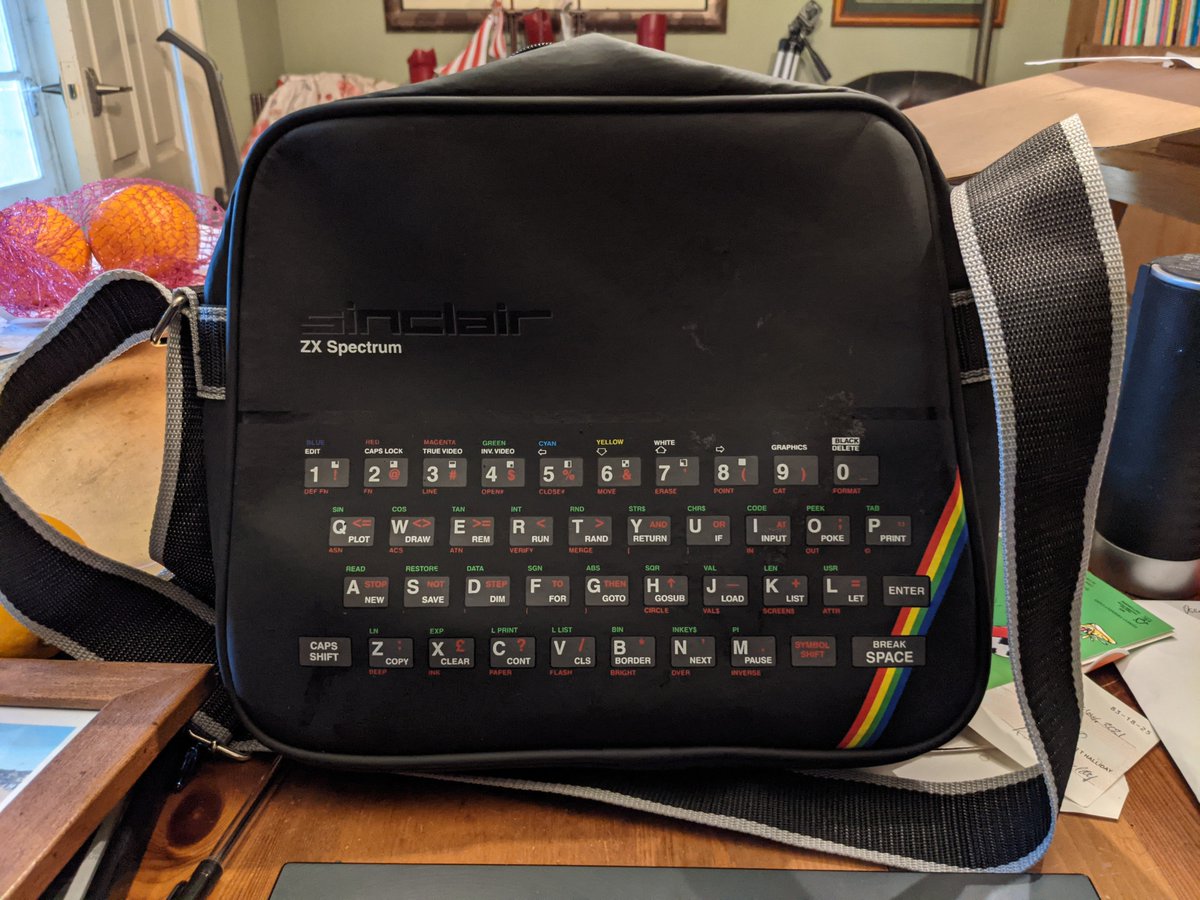 sinclair
ZX Spectrum
BLUE RED MAGENTA GREEN CYAN YELLOW WHITE BLACK
EDIT CAPS LOCK TRUE VIDEO INV. VIDEO ⇦ ⇩ ⇧ ⇨ GRAPHICS DELETE
1 ! 2 @ 3 # 4 $ 5 % 6 & 7 ' 8 ( 9 ) 0 _
DEF FN FN LINE OPEN# CLOSE# MOVE ERASE POINT CAT FORMAT
SIN COS TAN INT RND STR$ CHR$ CODE PEEK TAB
Q <= W <> E >= R < T > Y AND U OR I AT O ; P "
PLOT DRAW REM RUN RAND RETURN IF INPUT POKE PRINT
ASN ACS ATN VERIFY MERGE [ ] IN OUT ©
READ RESTORE DATA SGN ABS SQR VAL LEN USR
A STOP S NOT D STEP F TO G THEN H ↑ J — K + L = ENTER
NEW SAVE DIM FOR GOTO GOSUB LOAD LIST LET
CIRCLE VAL$ SCREEN$ ATTR
LN EXP L PRINT L LIST BIN INKEY$ PI
CAPS SHIFT Z : X £ C ? V / B * N , M . SYMBOL SHIFT BREAK SPACE
COPY CLEAR CONT CLS BORDER NEXT PAUSE
BEEP INK PAPER FLASH BRIGHT OVER INVERSE
83-18-25
T HALLIDAY